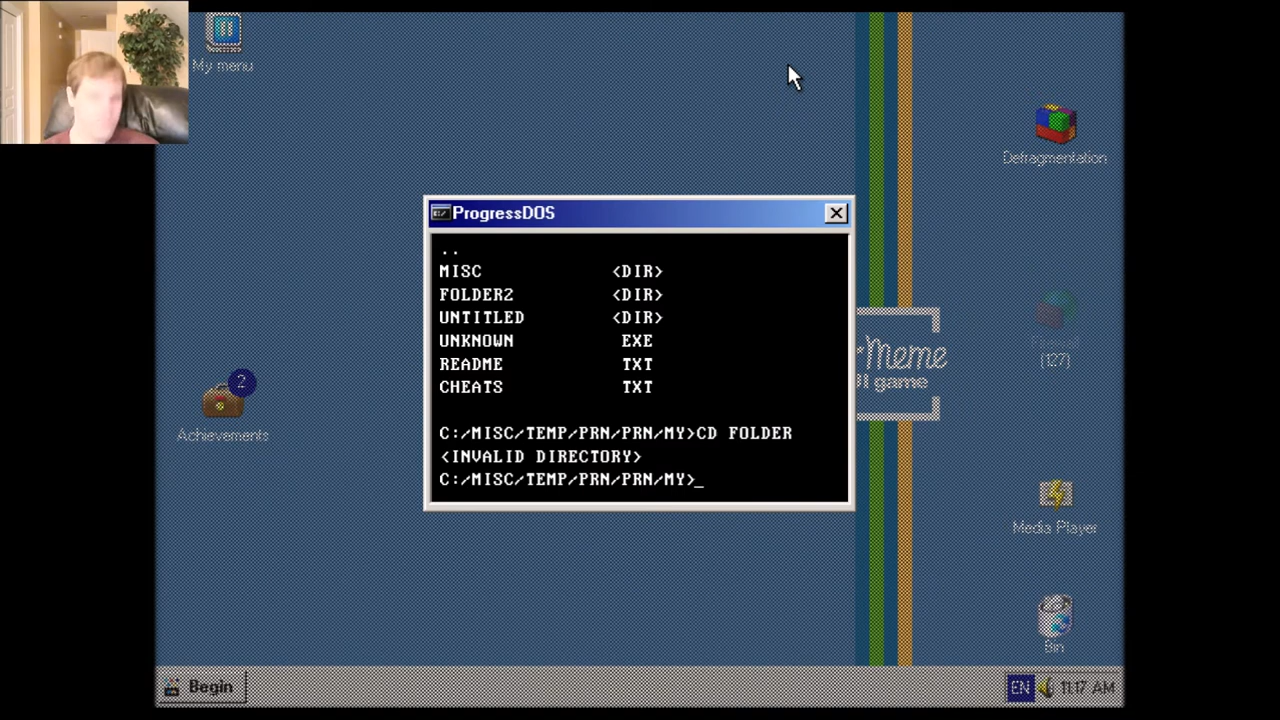 My menu
Defragmentation
ProgressDOS
..
MISC <DIR>
FOLDER2 <DIR>
UNTITLED <DIR>
UNKNOWN EXE
README TXT
CHEATS TXT
C:/MISC/TEMP/PRN/PRN/MY>CD FOLDER
<INVALID DIRECTORY>
C:/MISC/TEMP/PRN/PRN/MY>_
Firewall
(127)
Meme
game
2
Achievements
Media Player
Bin
Begin
EN
11:17 AM